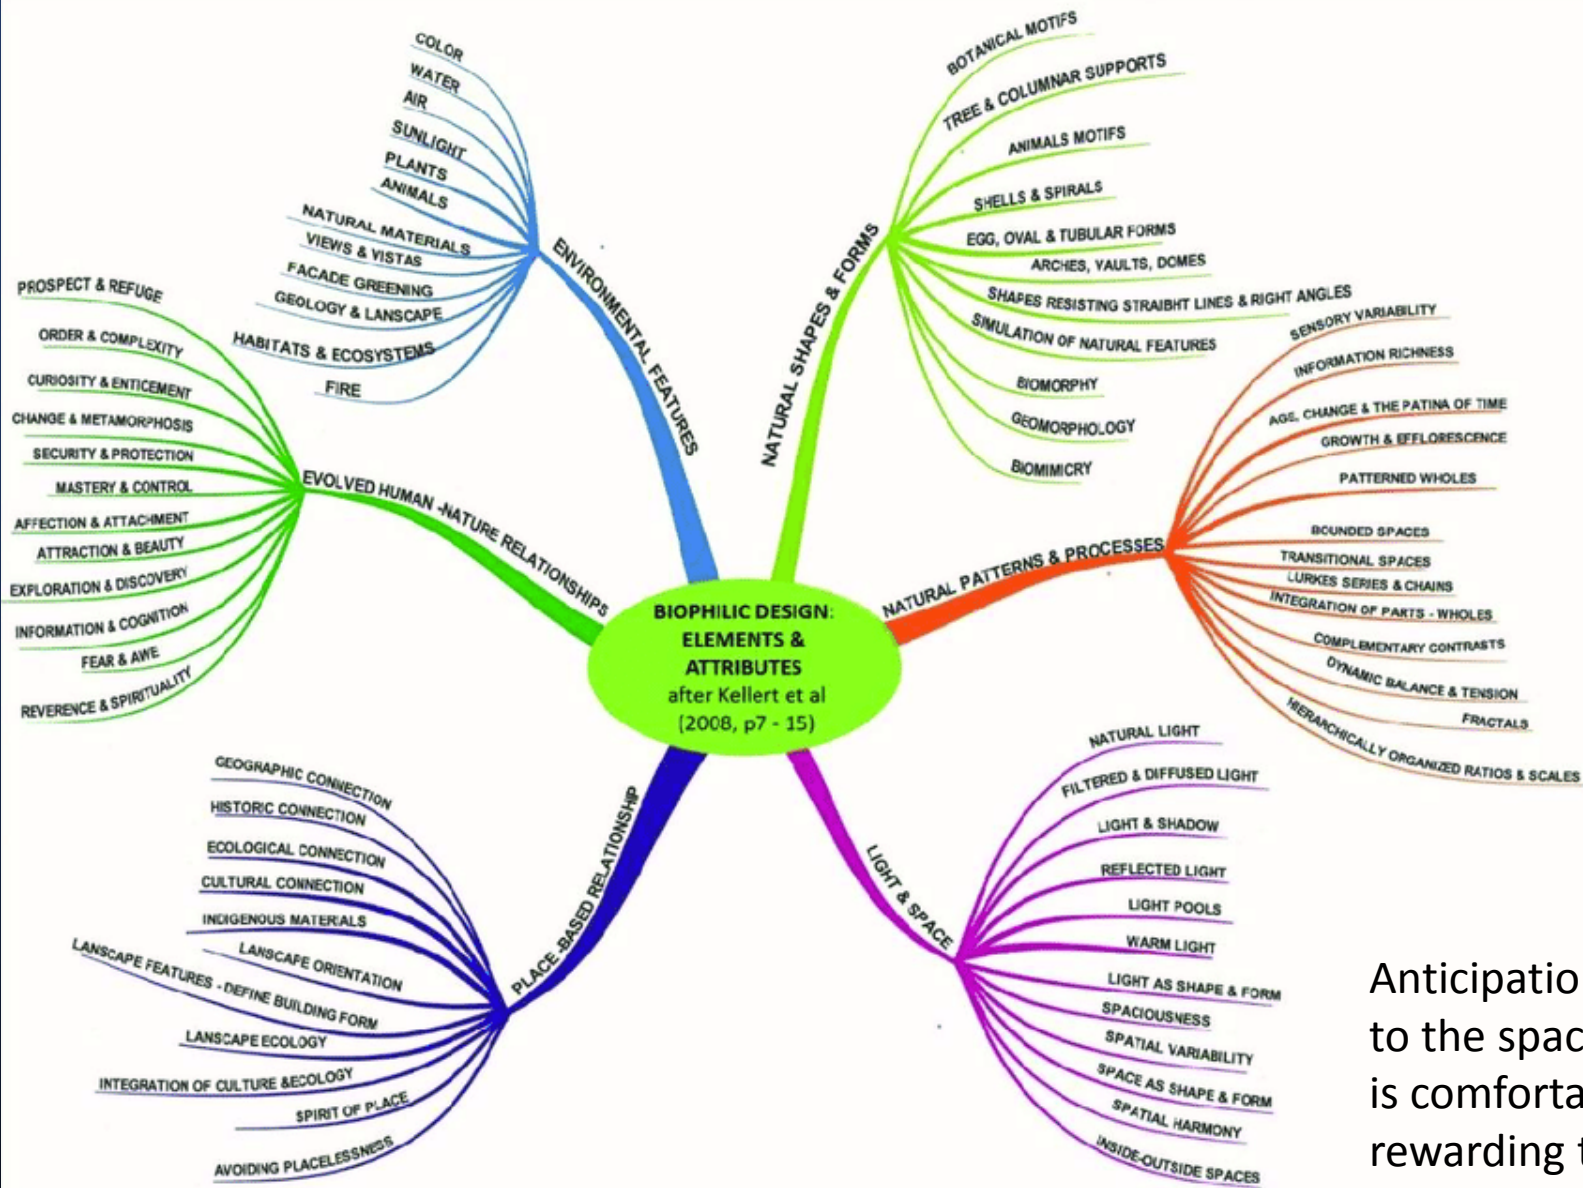 BIOPHILIC DESIGN:
ELEMENTS &
ATTRIBUTES
after Kellert et al
(2008, p7 - 15)
ENVIRONMENTAL FEATURES
COLOR
WATER
AIR
SUNLIGHT
PLANTS
ANIMALS
NATURAL MATERIALS
VIEWS & VISTAS
FACADE GREENING
GEOLOGY & LANSCAPE
HABITATS & ECOSYSTEMS
FIRE
NATURAL SHAPES & FORMS
BOTANICAL MOTIFS
TREE & COLUMNAR SUPPORTS
ANIMALS MOTIFS
SHELLS & SPIRALS
EGG, OVAL & TUBULAR FORMS
ARCHES, VAULTS, DOMES
SHAPES RESISTING STRAIBHT LINES & RIGHT ANGLES
SIMULATION OF NATURAL FEATURES
BIOMORPHY
GEOMORPHOLOGY
BIOMIMICRY
NATURAL PATTERNS & PROCESSES
SENSORY VARIABILITY
INFORMATION RICHNESS
AGE, CHANGE & THE PATINA OF TIME
GROWTH & EFFLORESCENCE
PATTERNED WHOLES
BOUNDED SPACES
TRANSITIONAL SPACES
LURKES SERIES & CHAINS
INTEGRATION OF PARTS - WHOLES
COMPLEMENTARY CONTRASTS
DYNAMIC BALANCE & TENSION
FRACTALS
HIERARCHICALLY ORGANIZED RATIOS & SCALES
LIGHT & SPACE
NATURAL LIGHT
FILTERED & DIFFUSED LIGHT
LIGHT & SHADOW
REFLECTED LIGHT
LIGHT POOLS
WARM LIGHT
LIGHT AS SHAPE & FORM
SPACIOUSNESS
SPATIAL VARIABILITY
SPACE AS SHAPE & FORM
SPATIAL HARMONY
INSIDE-OUTSIDE SPACES
PLACE -BASED RELATIONSHIP
GEOGRAPHIC CONNECTION
HISTORIC CONNECTION
ECOLOGICAL CONNECTION
CULTURAL CONNECTION
INDIGENOUS MATERIALS
LANSCAPE ORIENTATION
LANSCAPE FEATURES - DEFINE BUILDING FORM
LANSCAPE ECOLOGY
INTEGRATION OF CULTURE &ECOLOGY
SPIRIT OF PLACE
AVOIDING PLACELESSNESS
EVOLVED HUMAN -NATURE RELATIONSHIPS
PROSPECT & REFUGE
ORDER & COMPLEXITY
CURIOSITY & ENTICEMENT
CHANGE & METAMORPHOSIS
SECURITY & PROTECTION
MASTERY & CONTROL
AFFECTION & ATTACHMENT
ATTRACTION & BEAUTY
EXPLORATION & DISCOVERY
INFORMATION & COGNITION
FEAR & AWE
REVERENCE & SPIRITUALITY
Anticipatio
to the spac
is comforta
rewarding t